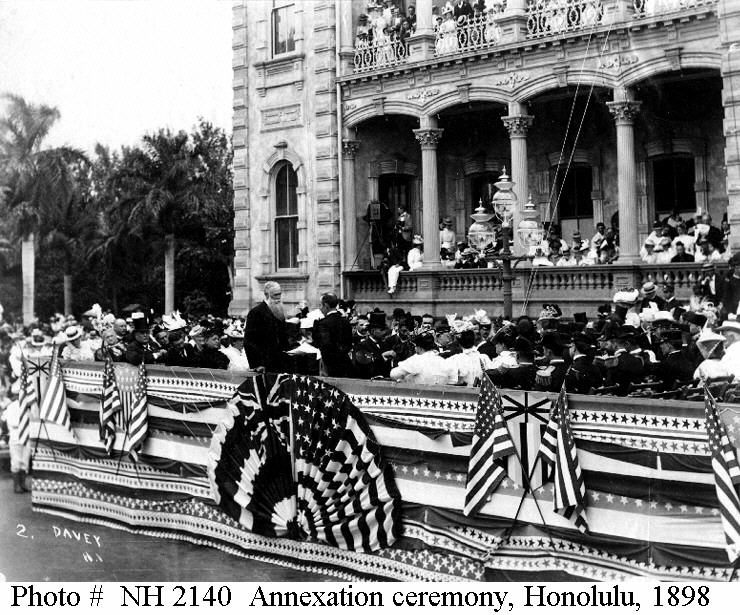 2. DAVEY
H.I.
Photo # NH 2140 Annexation ceremony, Honolulu, 1898